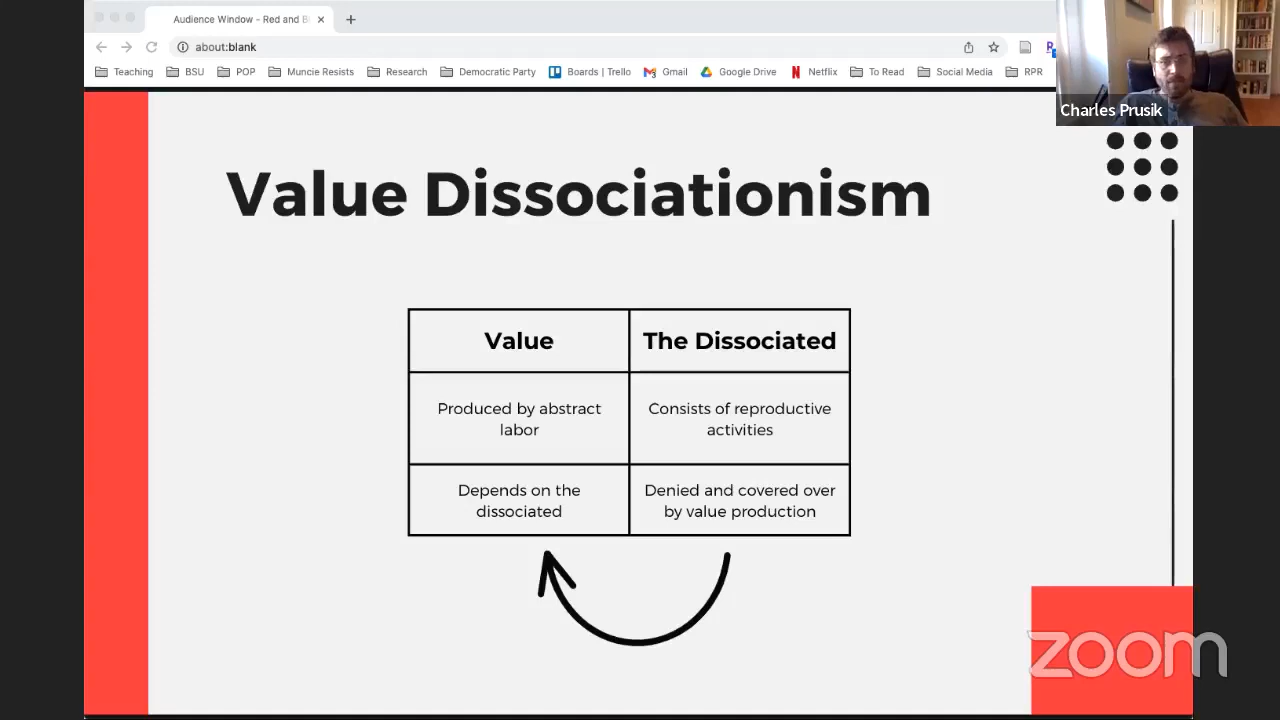 Audience Window - Red and B
about:blank
Teaching
BSU
POP
Muncie Resists
Research
Democratic Party
Boards | Trello
Gmail
Google Drive
Netflix
To Read
Social Media
RPR
Charles Prusik
Value Dissociationism
Value
The Dissociated
Produced by abstract
labor
Consists of reproductive
activities
Depends on the
dissociated
Denied and covered over
by value production
zoom